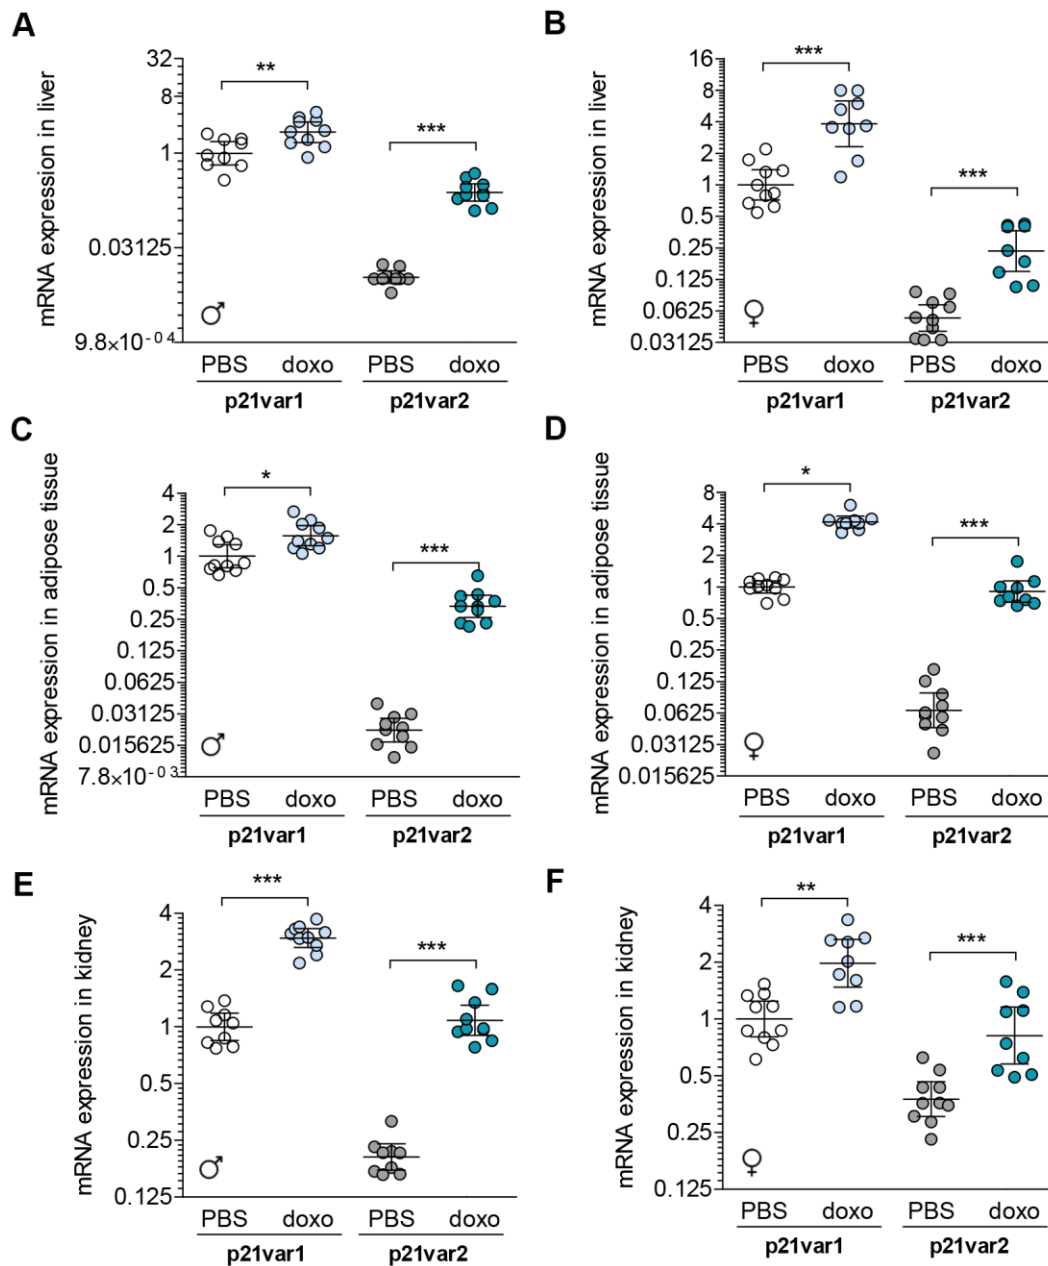 A
mRNA expression in liver
32
8
1
0.03125
9.8×10⁻⁰⁴
**
***
♂
PBS doxo PBS doxo
p21var1 p21var2
B
mRNA expression in liver
16
8
4
2
1
0.5
0.25
0.125
0.0625
0.03125
***
***
♀
PBS doxo PBS doxo
p21var1 p21var2
C
mRNA expression in adipose tissue
4
2
1
0.5
0.25
0.125
0.0625
0.03125
0.015625
7.8×10⁻⁰³
*
***
♂
PBS doxo PBS doxo
p21var1 p21var2
D
mRNA expression in adipose tissue
8
4
2
1
0.5
0.25
0.125
0.0625
0.03125
0.015625
*
***
♀
PBS doxo PBS doxo
p21var1 p21var2
E
mRNA expression in kidney
4
2
1
0.5
0.25
0.125
***
***
♂
PBS doxo PBS doxo
p21var1 p21var2
F
mRNA expression in kidney
4
2
1
0.5
0.25
0.125
**
***
♀
PBS doxo PBS doxo
p21var1 p21var2